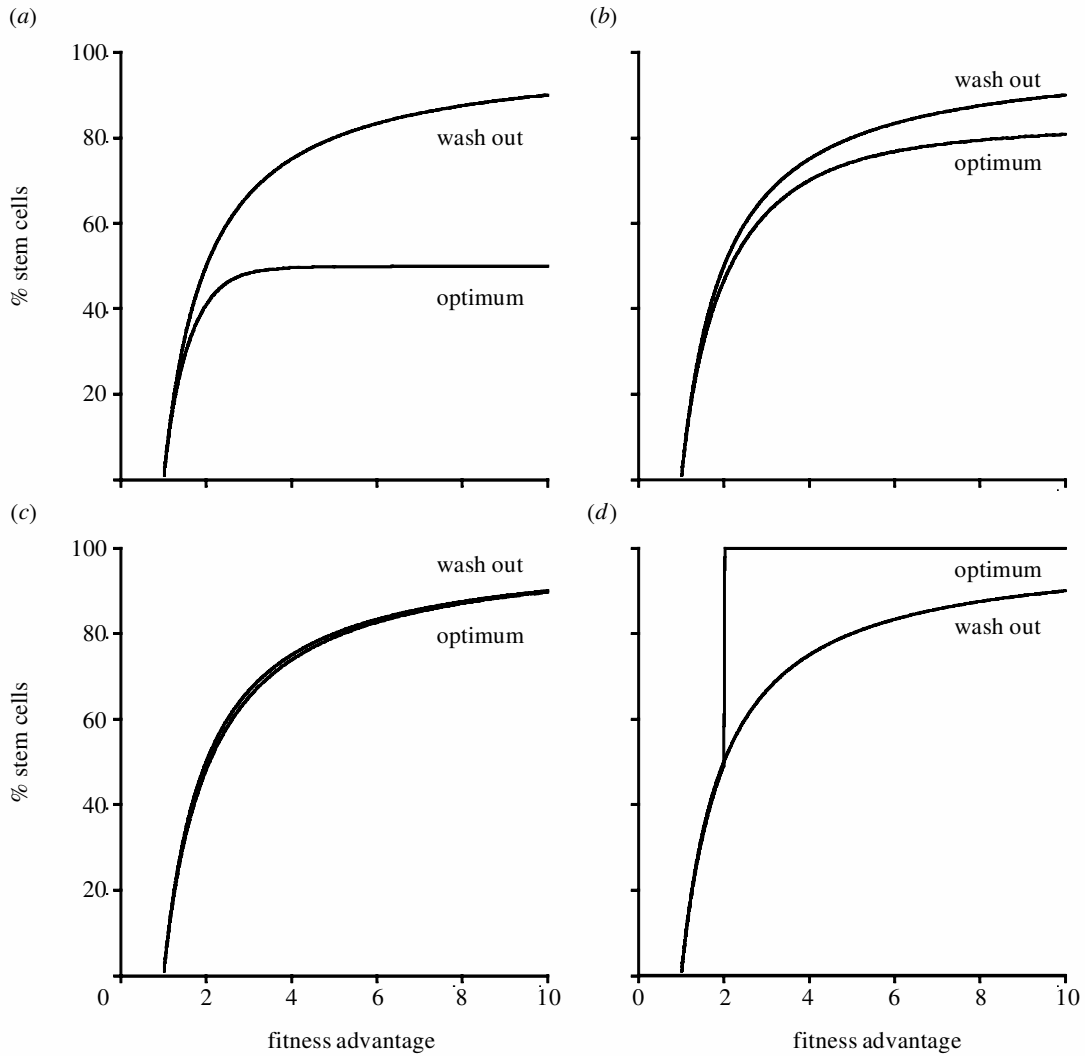 (a)
100
80
60
40
20
% stem cells
wash out
optimum
(b)
wash out
optimum
(c)
100
80
60
40
20
0
2
4
6
8
10
% stem cells
fitness advantage
wash out
optimum
(d)
optimum
wash out
0
2
4
6
8
10
fitness advantage